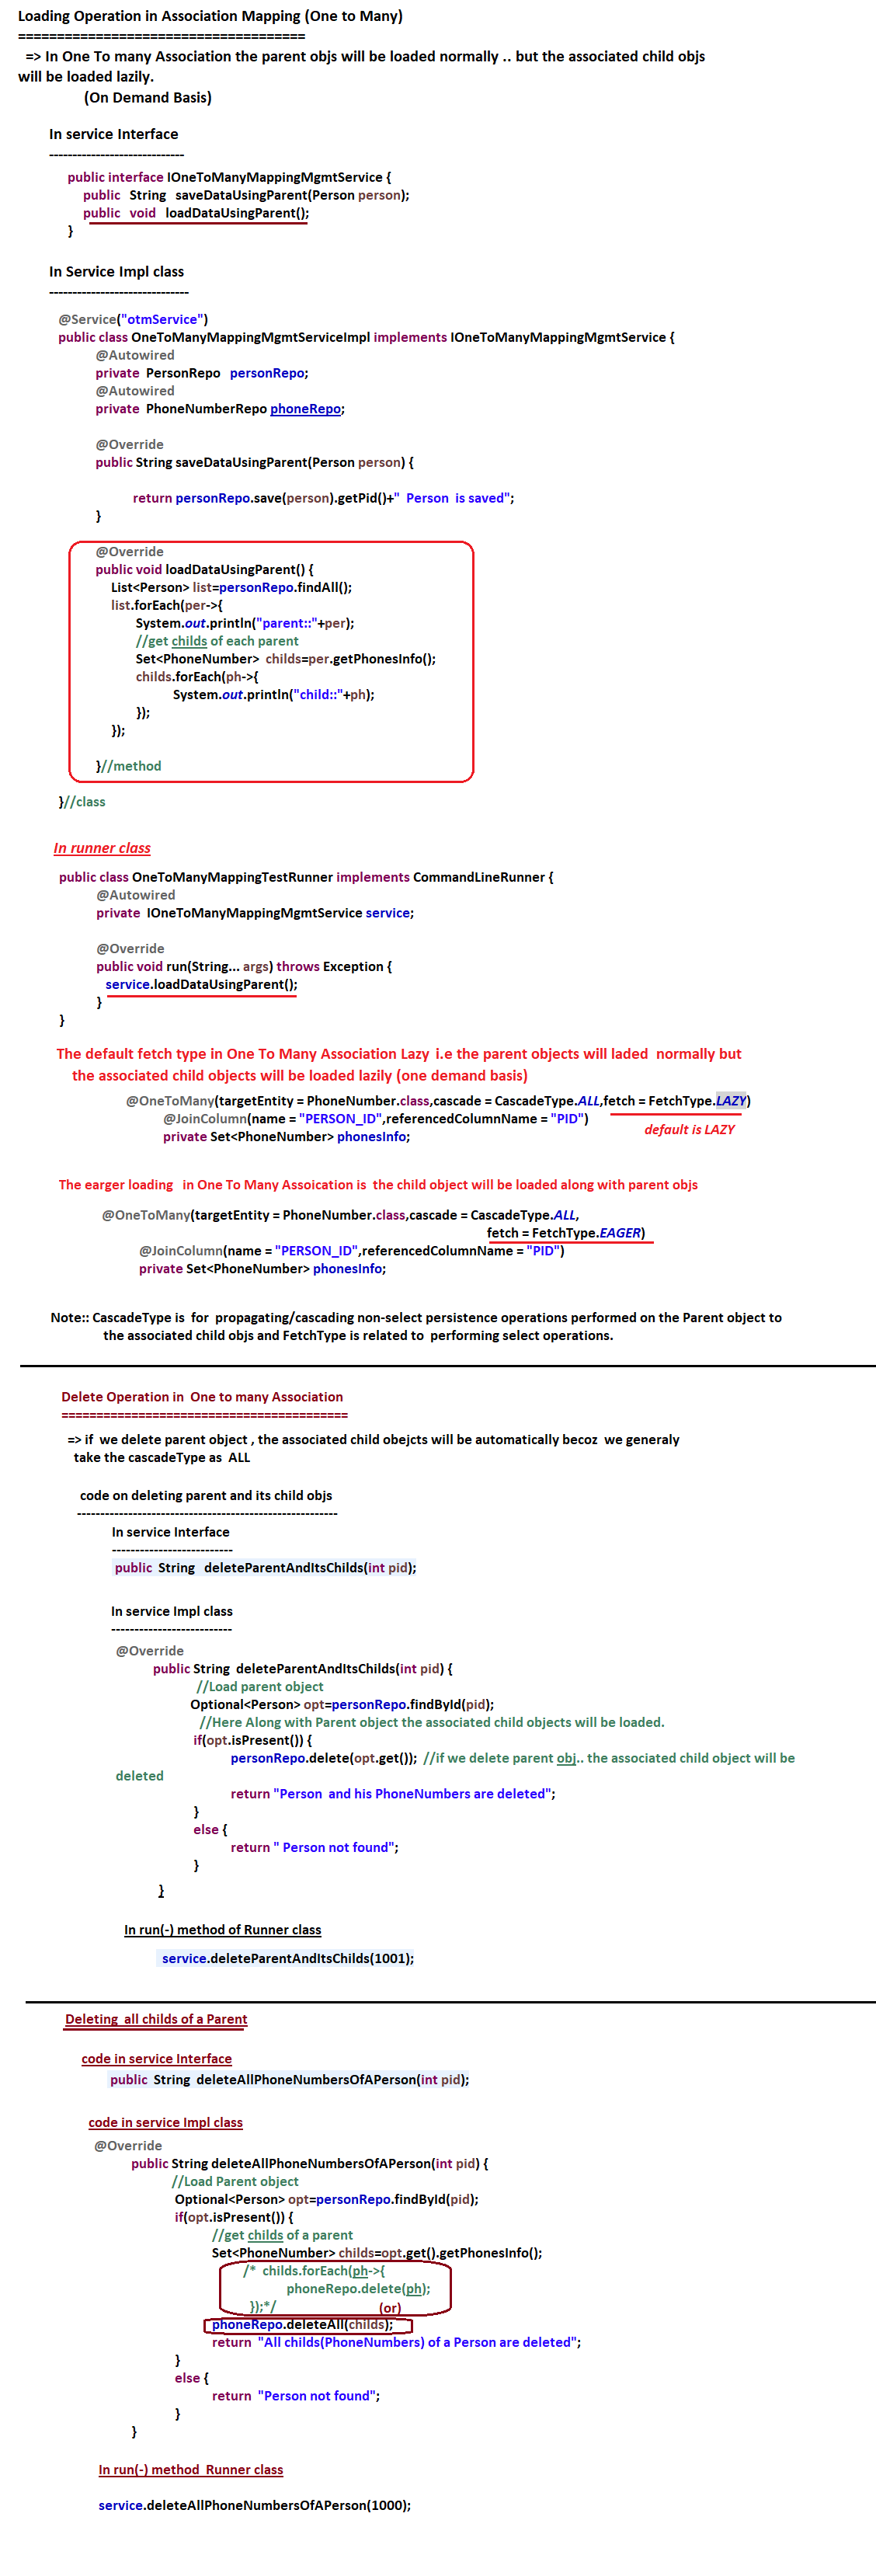 Loading Operation in Association Mapping (One to Many)
=====================================
=> In One To many Association the parent objs will be loaded normally .. but the associated child objs
will be loaded lazily.
(On Demand Basis)
In service Interface
-----------------------------
public interface IOneToManyMappingMgmtService {
public String saveDataUsingParent(Person person);
public void loadDataUsingParent();
}
In Service Impl class
------------------------------
@Service("otmService")
public class OneToManyMappingMgmtServiceImpl implements IOneToManyMappingMgmtService {
@Autowired
private PersonRepo personRepo;
@Autowired
private PhoneNumberRepo phoneRepo;
@Override
public String saveDataUsingParent(Person person) {
return personRepo.save(person).getPid()+" Person is saved";
}
@Override
public void loadDataUsingParent() {
List<Person> list=personRepo.findAll();
list.forEach(per->{
System.out.println("parent::"+per);
//get childs of each parent
Set<PhoneNumber> childs=per.getPhonesInfo();
childs.forEach(ph->{
System.out.println("child::"+ph);
});
});
}//method
}//class
In runner class
public class OneToManyMappingTestRunner implements CommandLineRunner {
@Autowired
private IOneToManyMappingMgmtService service;
@Override
public void run(String... args) throws Exception {
service.loadDataUsingParent();
}
}
The default fetch type in One To Many Association Lazy i.e the parent objects will laded normally but
the associated child objects will be loaded lazily (one demand basis)
@OneToMany(targetEntity = PhoneNumber.class,cascade = CascadeType.ALL,fetch = FetchType.LAZY)
@JoinColumn(name = "PERSON_ID",referencedColumnName = "PID")
private Set<PhoneNumber> phonesInfo;
default is LAZY
The earger loading in One To Many Assoication is the child object will be loaded along with parent objs
@OneToMany(targetEntity = PhoneNumber.class,cascade = CascadeType.ALL,
fetch = FetchType.EAGER)
@JoinColumn(name = "PERSON_ID",referencedColumnName = "PID")
private Set<PhoneNumber> phonesInfo;
Note:: CascadeType is for propagating/cascading non-select persistence operations performed on the Parent object to
the associated child objs and FetchType is related to performing select operations.
Delete Operation in One to many Association
=========================================
=> if we delete parent object , the associated child obejcts will be automatically becoz we generaly
take the cascadeType as ALL
code on deleting parent and its child objs
--------------------------------------------------------
In service Interface
--------------------------
public String deleteParentAndItsChilds(int pid);
In service Impl class
--------------------------
@Override
public String deleteParentAndItsChilds(int pid) {
//Load parent object
Optional<Person> opt=personRepo.findById(pid);
//Here Along with Parent object the associated child objects will be loaded.
if(opt.isPresent()) {
personRepo.delete(opt.get()); //if we delete parent obj.. the associated child object will be
deleted
return "Person and his PhoneNumbers are deleted";
}
else {
return " Person not found";
}
}
In run(-) method of Runner class
service.deleteParentAndItsChilds(1001);
Deleting all childs of a Parent
code in service Interface
public String deleteAllPhoneNumbersOfAPerson(int pid);
code in service Impl class
@Override
public String deleteAllPhoneNumbersOfAPerson(int pid) {
//Load Parent object
Optional<Person> opt=personRepo.findById(pid);
if(opt.isPresent()) {
//get childs of a parent
Set<PhoneNumber> childs=opt.get().getPhonesInfo();
/* childs.forEach(ph->{
phoneRepo.delete(ph);
});*/ (or)
phoneRepo.deleteAll(childs);
return "All childs(PhoneNumbers) of a Person are deleted";
}
else {
return "Person not found";
}
}
In run(-) method Runner class
service.deleteAllPhoneNumbersOfAPerson(1000);